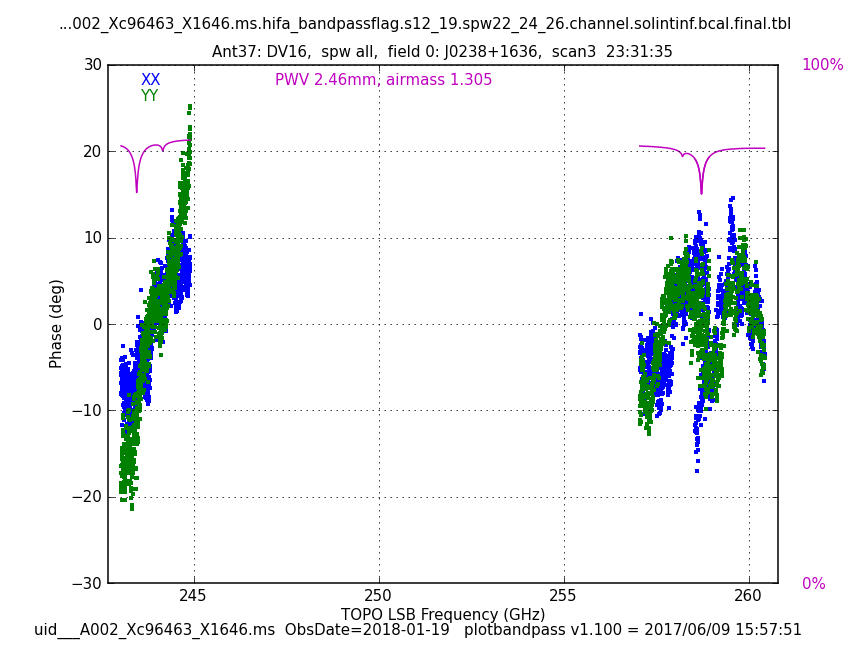 ...002_Xc96463_X1646.ms.hifa_bandpassflag.s12_19.spw22_24_26.channel.solintinf.bcal.final.tbl
Ant37: DV16,  spw all,  field 0: J0238+1636,  scan3  23:31:35
XX
YY
PWV 2.46mm, airmass 1.305
100%
0%
30
20
10
0
−10
−20
−30
Phase (deg)
245
250
255
260
TOPO LSB Frequency (GHz)
uid___A002_Xc96463_X1646.ms  ObsDate=2018-01-19   plotbandpass v1.100 = 2017/06/09 15:57:51